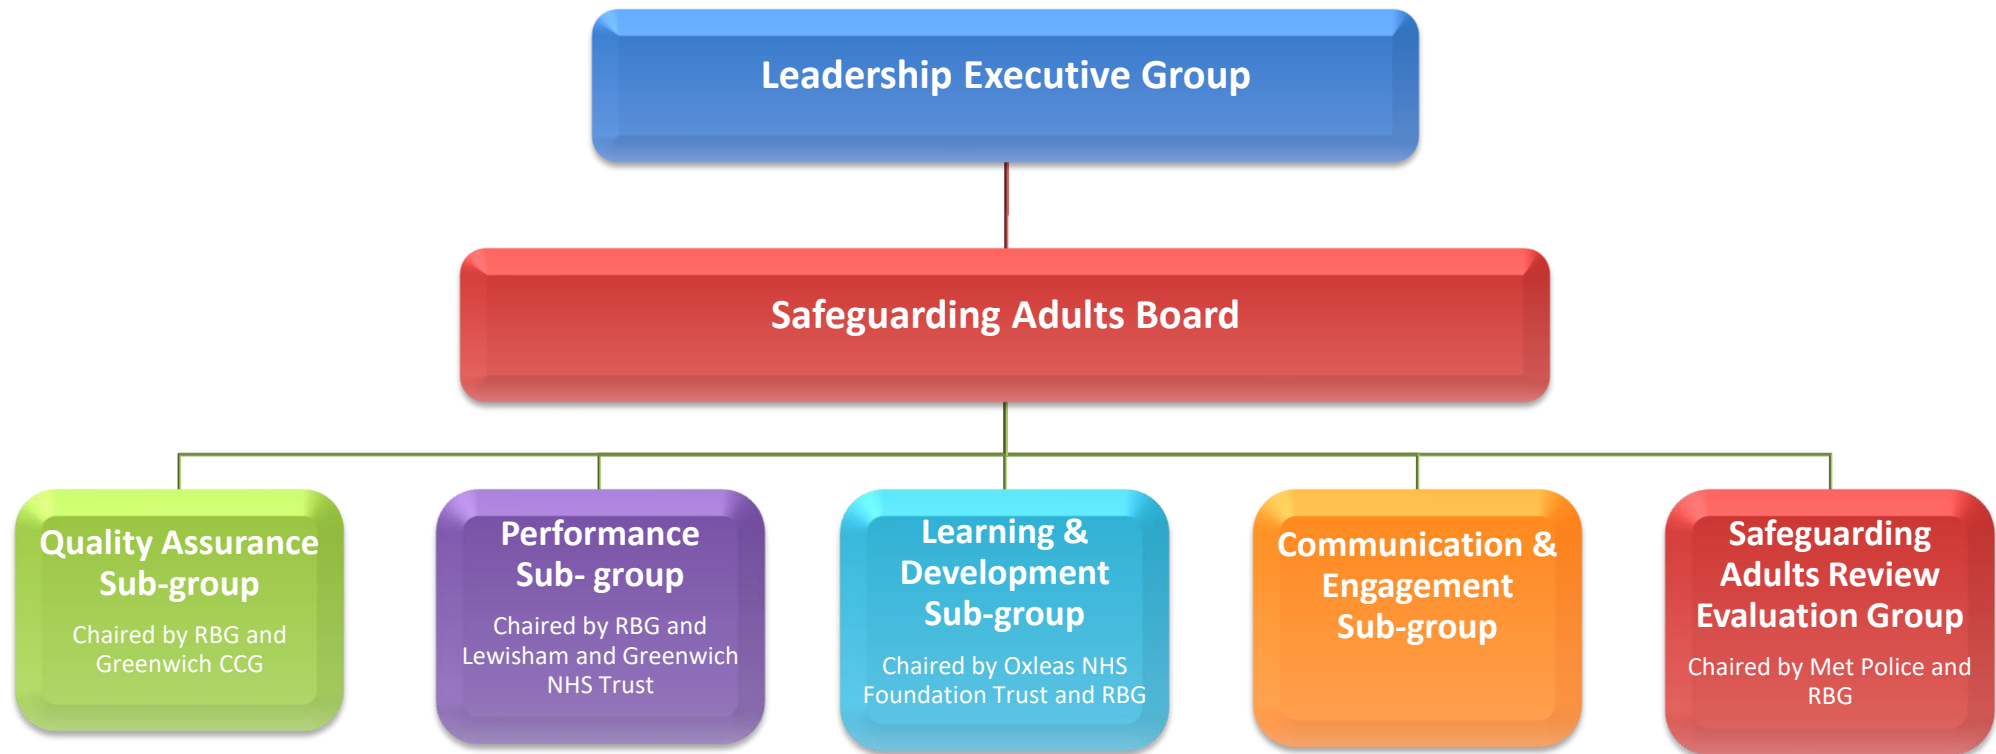 Leadership Executive Group
Safeguarding Adults Board
Quality Assurance
Sub-group
Chaired by RBG and
Greenwich CCG
Performance
Sub- group
Chaired by RBG and
Lewisham and Greenwich
NHS Trust
Learning &
Development
Sub-group
Chaired by Oxleas NHS
Foundation Trust and RBG
Communication &
Engagement
Sub-group
Safeguarding
Adults Review
Evaluation Group
Chaired by Met Police and
RBG